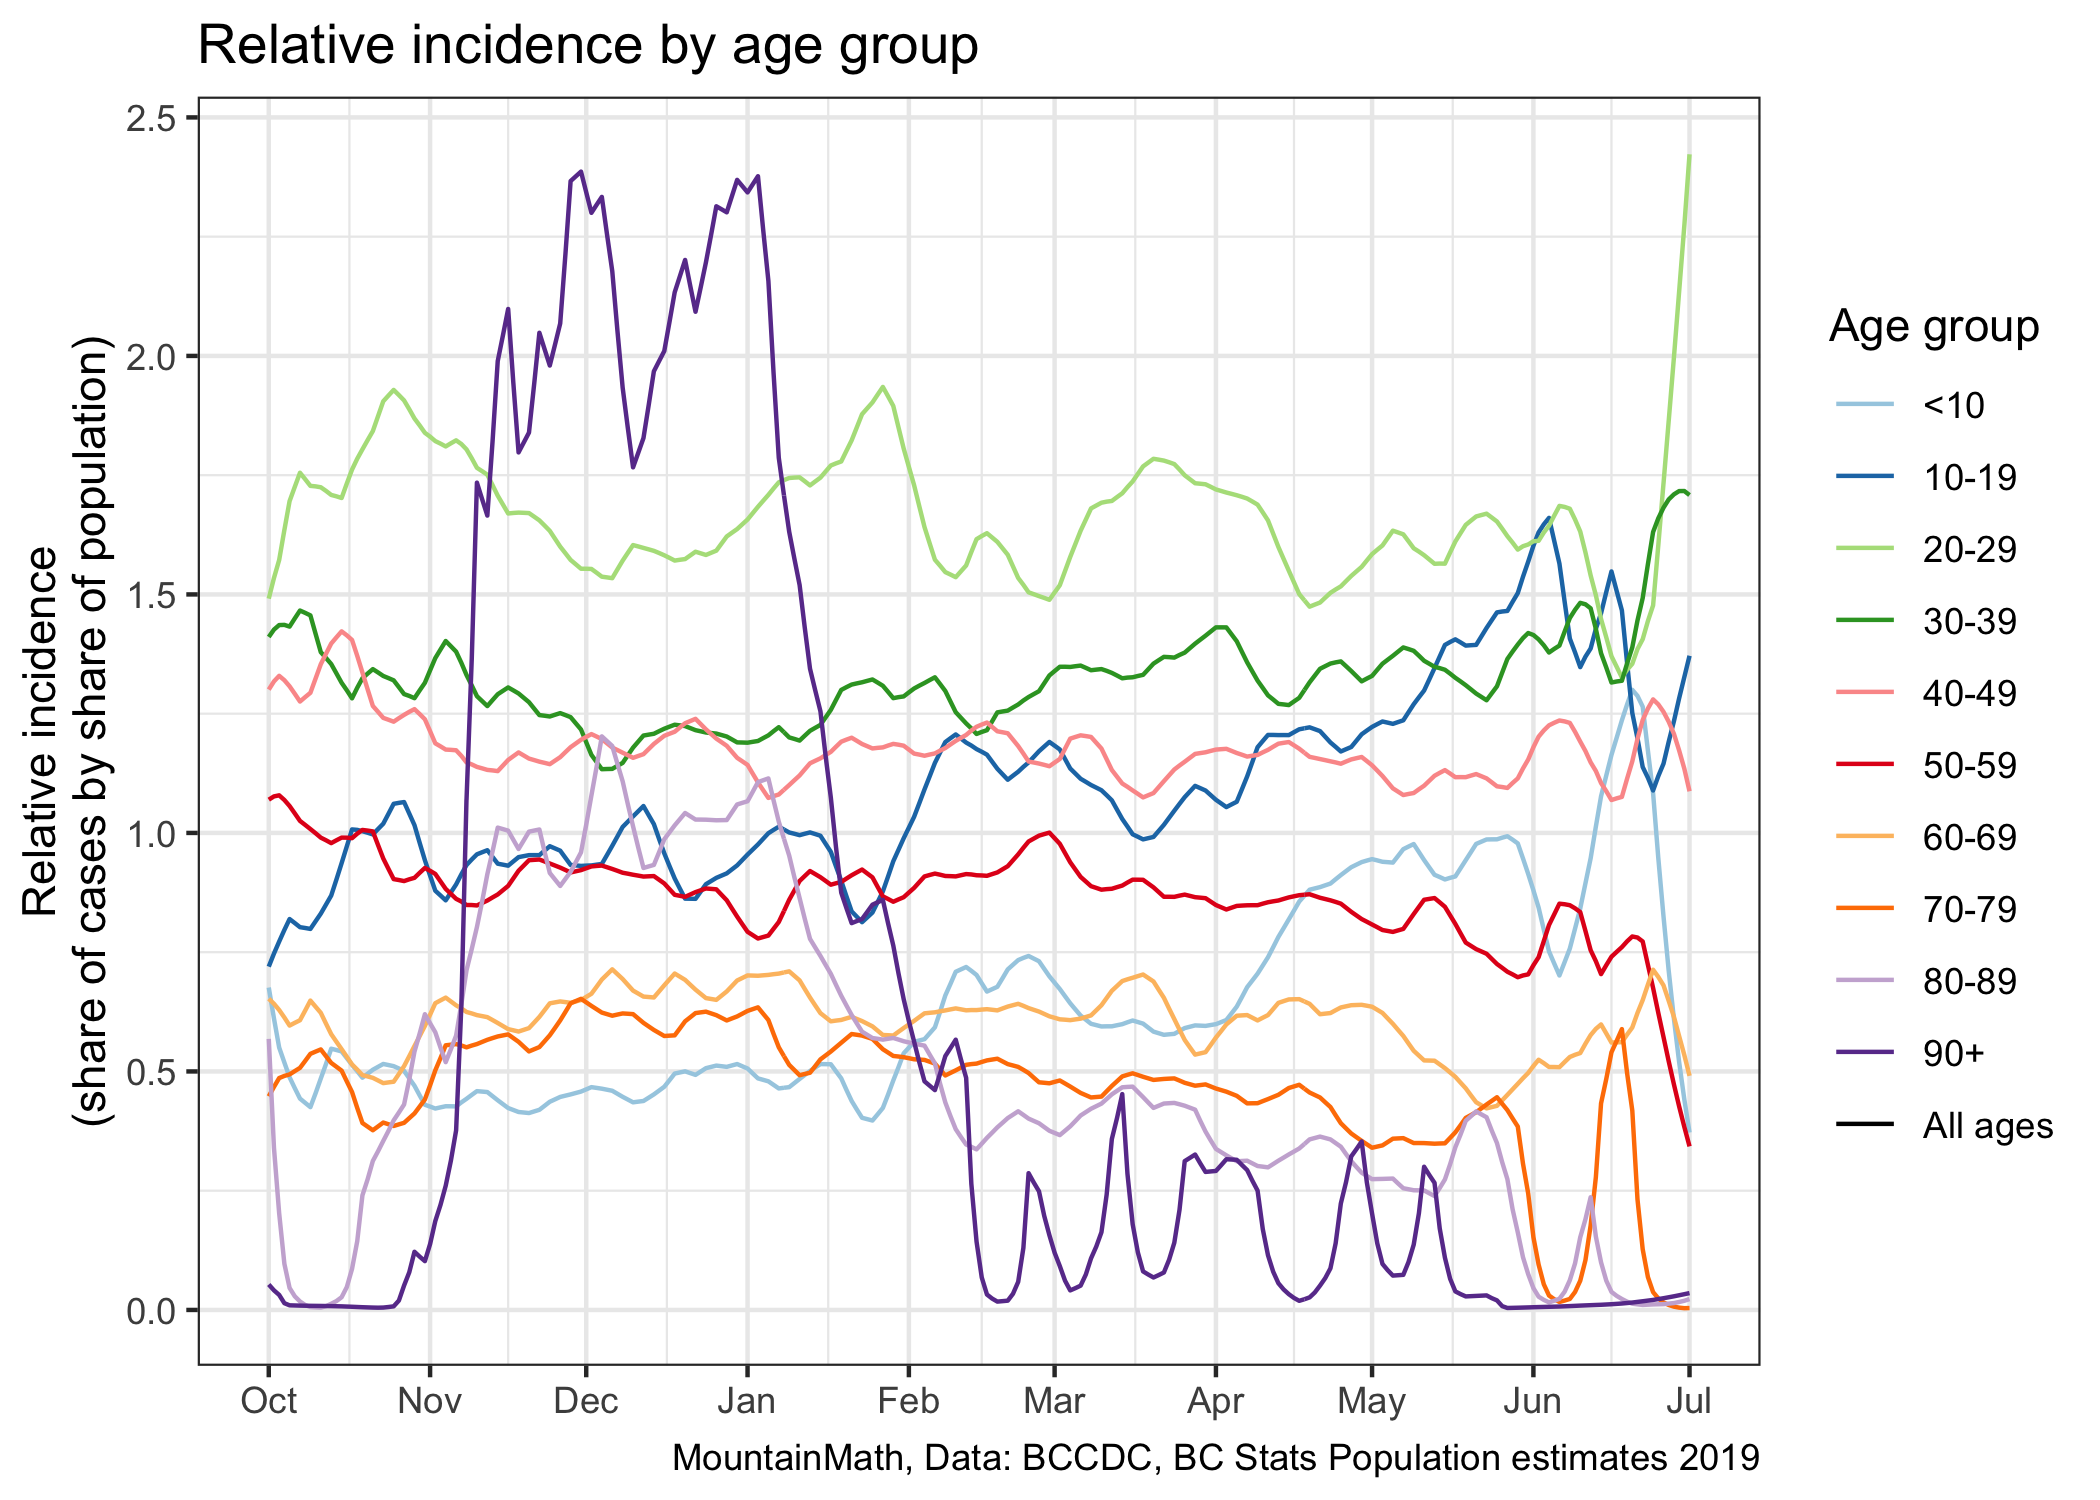 Relative incidence by age group
Relative incidence
(share of cases by share of population)
2.5
2.0
1.5
1.0
0.5
0.0
Oct Nov Dec Jan Feb Mar Apr May Jun Jul
Age group
<10
10-19
20-29
30-39
40-49
50-59
60-69
70-79
80-89
90+
All ages
MountainMath, Data: BCCDC, BC Stats Population estimates 2019